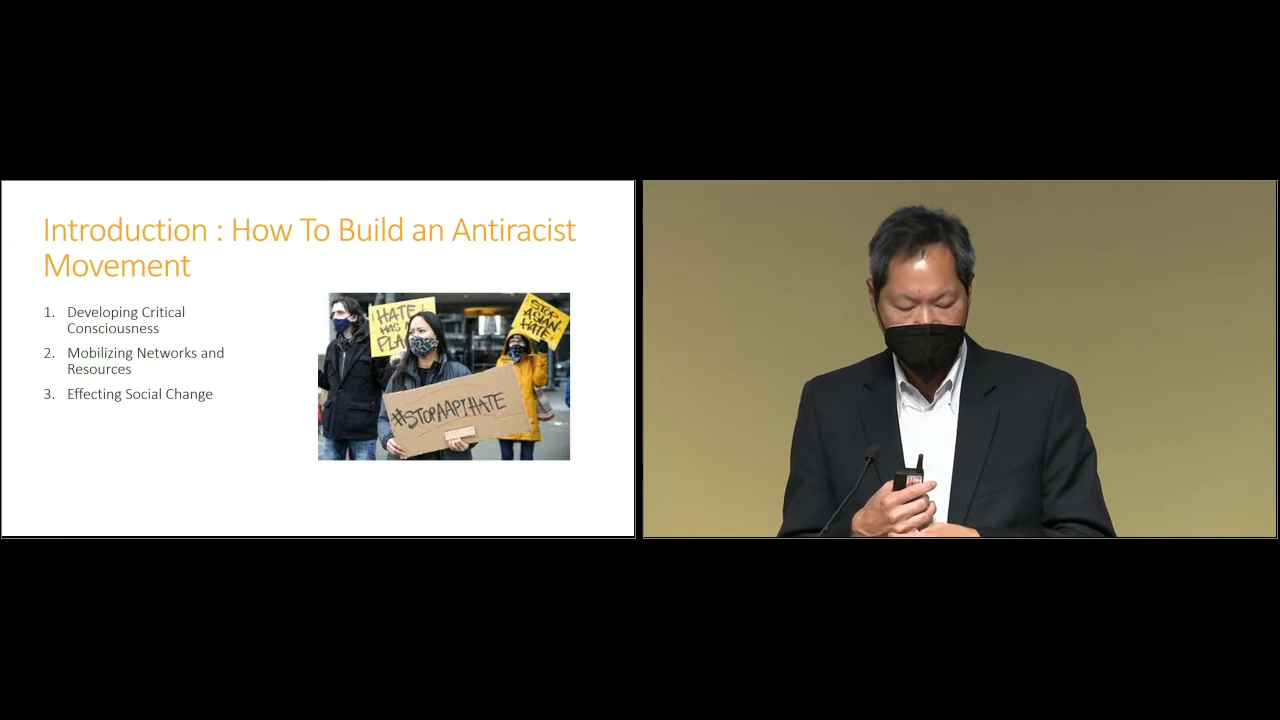 Introduction : How To Build an Antiracist
Movement
1. Developing Critical
Consciousness
2. Mobilizing Networks and
Resources
3. Effecting Social Change
HATE
HAS
STOP
ASIAN
HATE
#STOPAAPIHATE